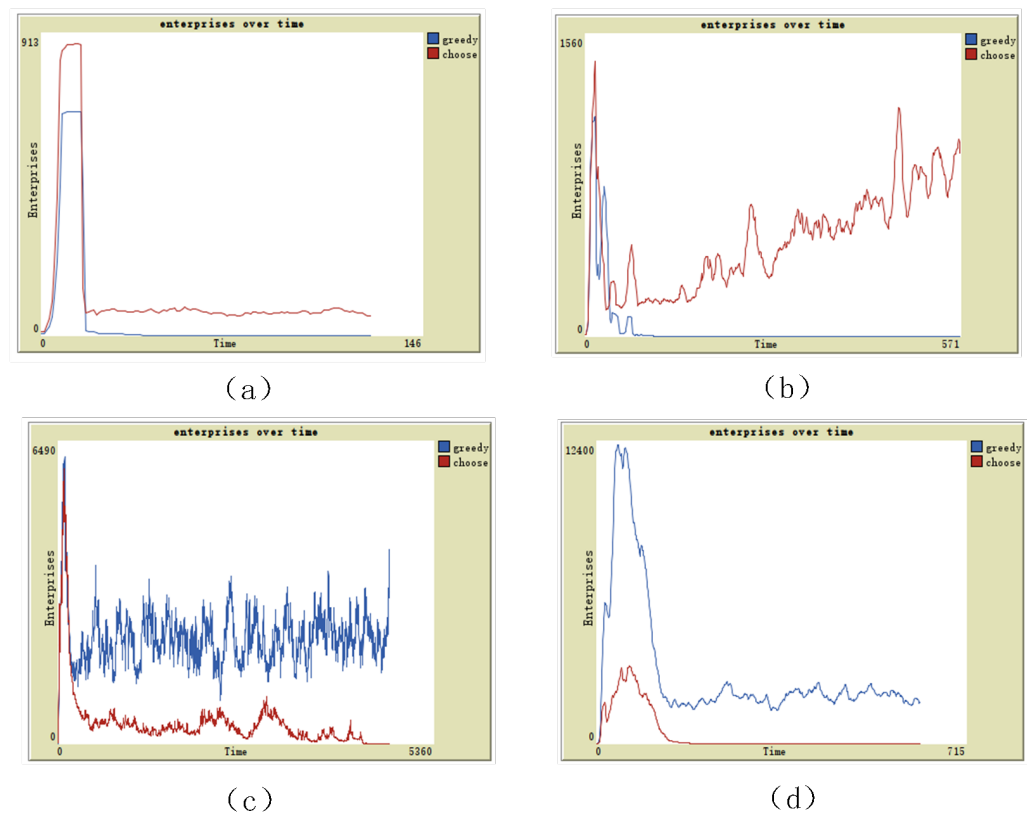 enterprises over time
913
greedy
choose
Enterprises
0
0
Time
146
(a)
enterprises over time
1560
greedy
choose
Enterprises
0
0
Time
571
(b)
enterprises over time
6490
greedy
choose
Enterprises
0
0
Time
5360
(c)
enterprises over time
12400
greedy
choose
Enterprises
0
0
Time
715
(d)